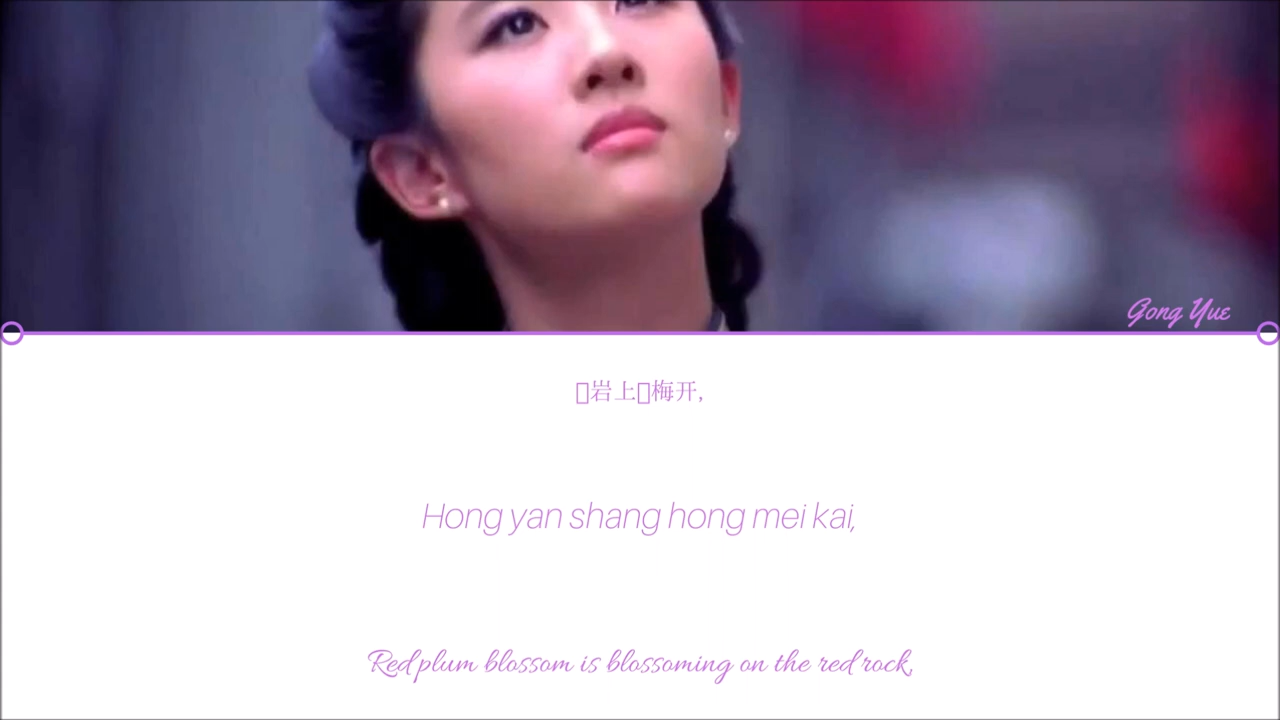 Gong Yue
▯岩上▯梅开,
Hong yan shang hong mei kai,
Red plum blossom is blossoming on the red rock,